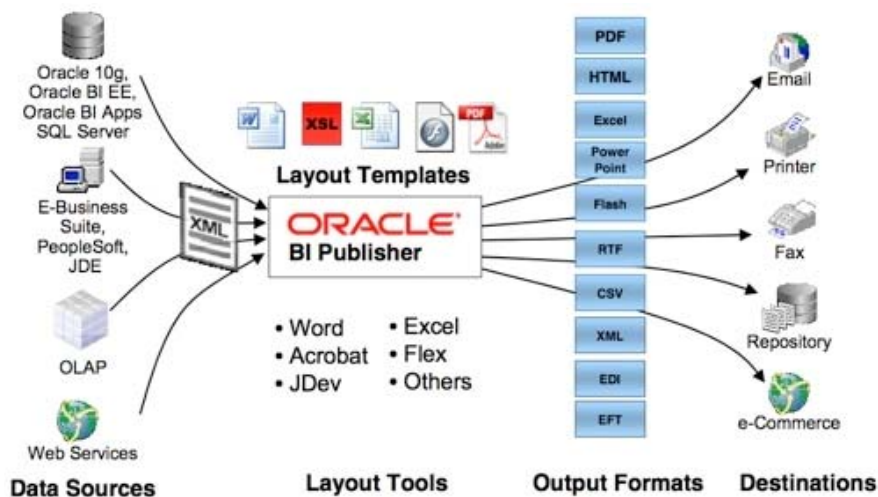 Oracle 10g,
Oracle BI EE,
Oracle BI Apps
SQL Server
E-Business
Suite,
PeopleSoft,
JDE
OLAP
Web Services
Data Sources
XML
W
XSL
X
PDF
Adobe
Layout Templates
ORACLE
BI Publisher
• Word
• Acrobat
• JDev
• Excel
• Flex
• Others
Layout Tools
PDF
HTML
Excel
Power
Point
Flash
RTF
CSV
XML
EDI
EFT
Output Formats
Email
Printer
Fax
Repository
e-Commerce
Destinations